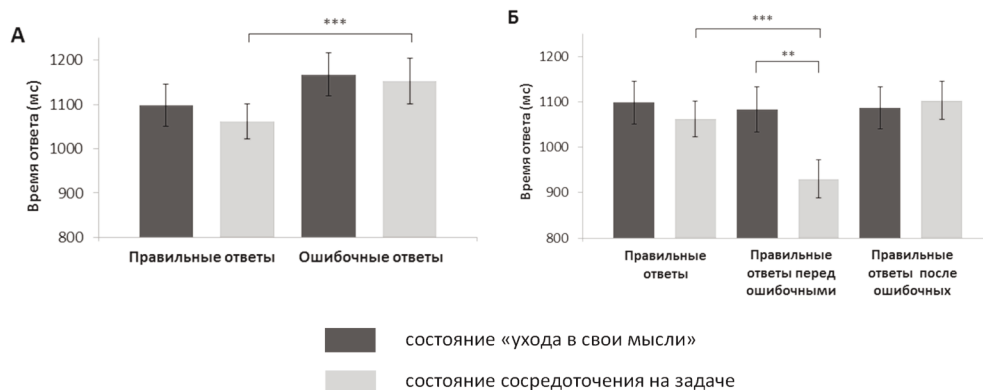 А
Время ответа (мс)
1200
1100
1000
900
800
***
Правильные ответы
Ошибочные ответы
Б
Время ответа (мс)
1200
1100
1000
900
800
***
**
Правильные
ответы
Правильные
ответы перед
ошибочными
Правильные
ответы после
ошибочных
состояние «ухода в свои мысли»
состояние сосредоточения на задаче